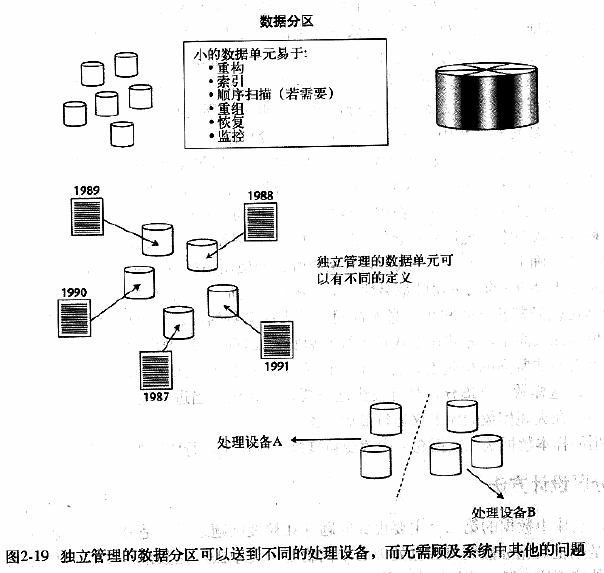 数据分区
小的数据单元易于:
•重构
•索引
•顺序扫描（若需要）
•重组
•恢复
•监控
1989
1988
独立管理的数据单元可
以有不同的定义
1990
1987
1991
处理设备A
处理设备B
图2-19 独立管理的数据分区可以送到不同的处理设备，而无需顾及系统中其他的问题